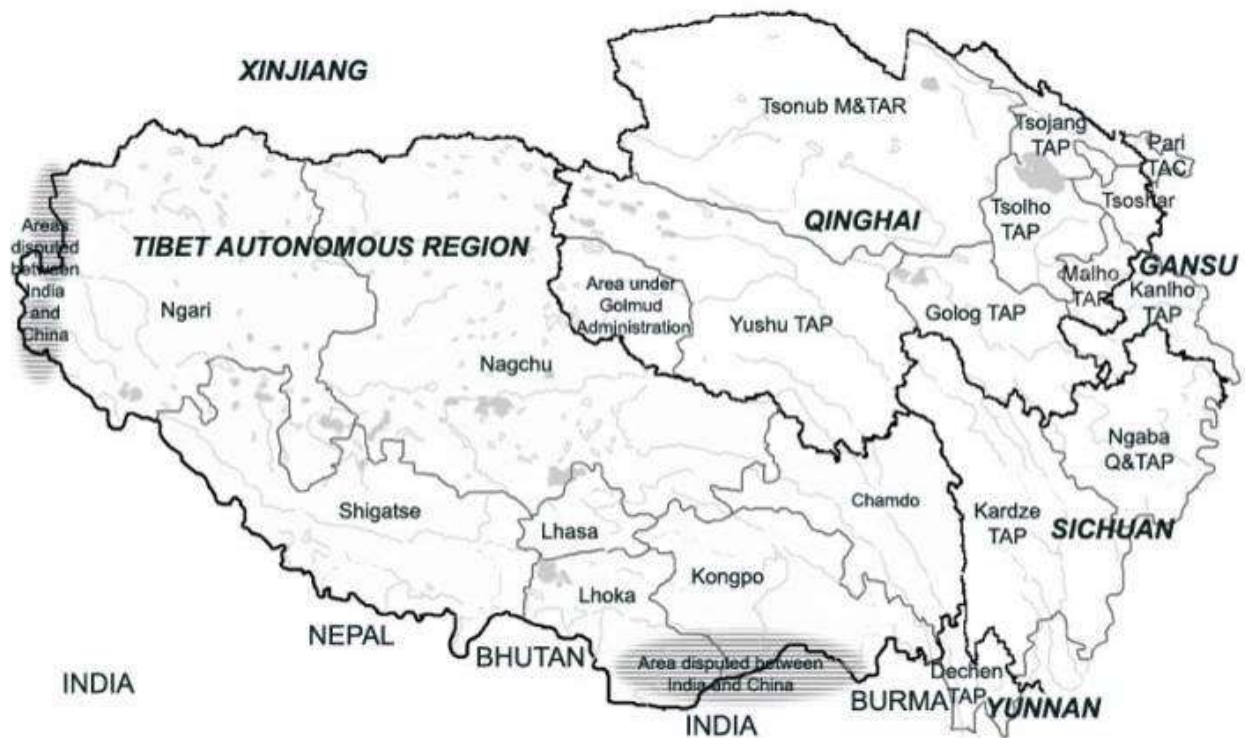 XINJIANG
Tsonub M&TAR
Tsojang
TAP
Pari
TAC
Tsolho
TAP
Tsoshar
QINGHAI
Areas
disputed
between
India
and
China
TIBET AUTONOMOUS REGION
GANSU
Malho
TAP
Kanlho
TAP
Area under
Golmud
Administration
Ngari
Yushu TAP
Golog TAP
Nagchu
Ngaba
Q&TAP
Shigatse
Chamdo
Kardze
TAP
SICHUAN
Lhasa
Kongpo
Lhoka
NEPAL
BHUTAN
Area disputed between
India and China
Dechen
TAP
INDIA
BURMA
YUNNAN
INDIA